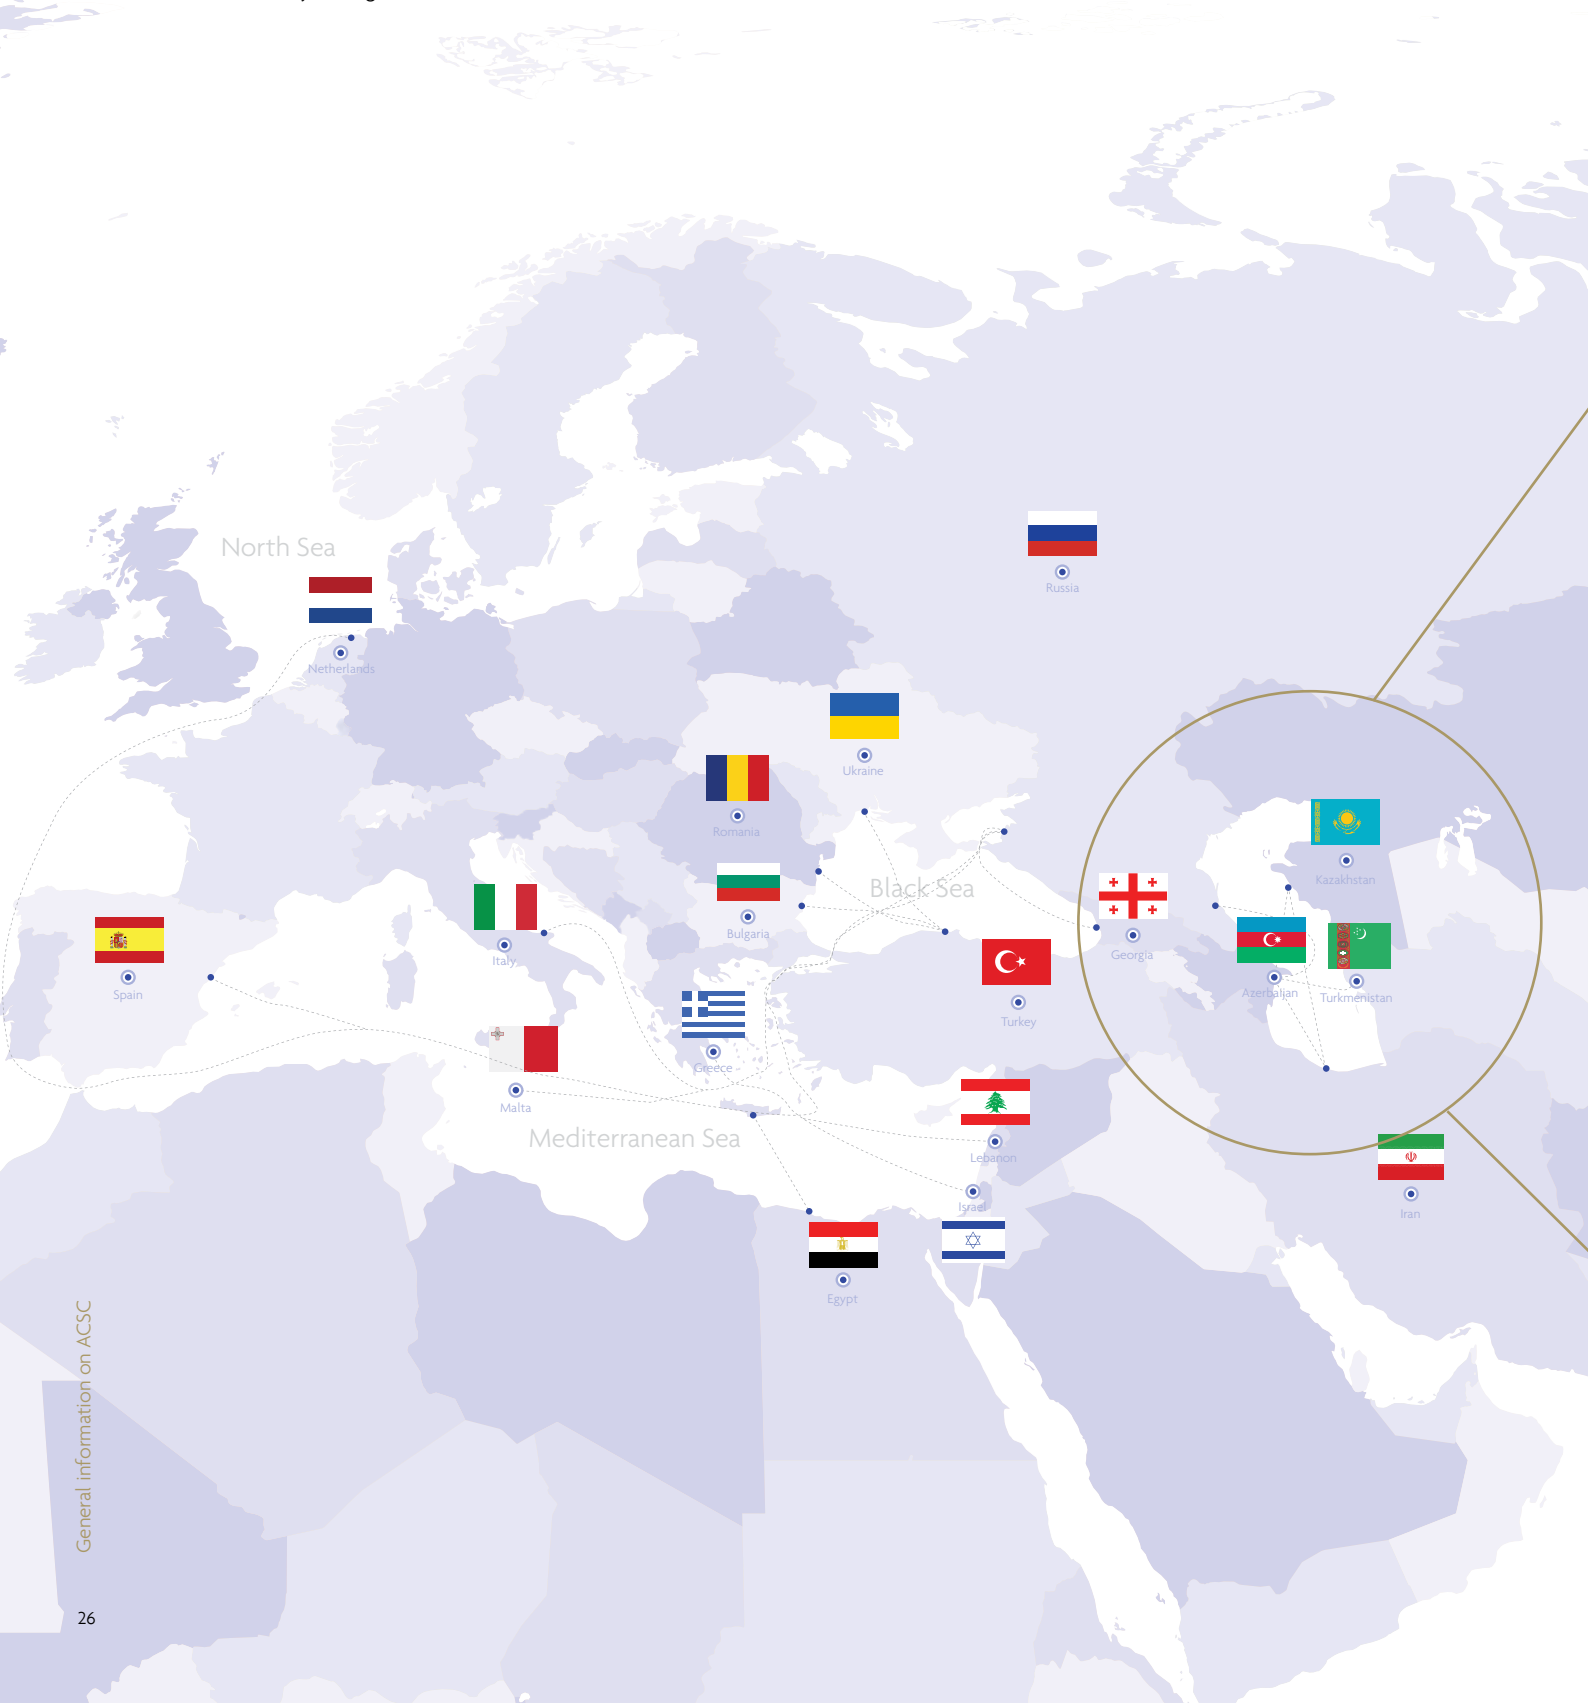 North Sea
Russia
Netherlands
Ukraine
Romania
Black Sea
Kazakhstan
Bulgaria
Georgia
Italy
Spain
Azerbaijan
Turkmenistan
Turkey
Greece
Malta
Mediterranean Sea
Lebanon
Israel
Iran
Egypt
General information on ACSC
26